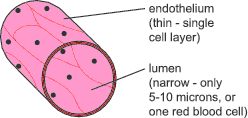 endothelium
(thin - single
cell layer)
lumen
(narrow - only
5-10 microns, or
one red blood cell)